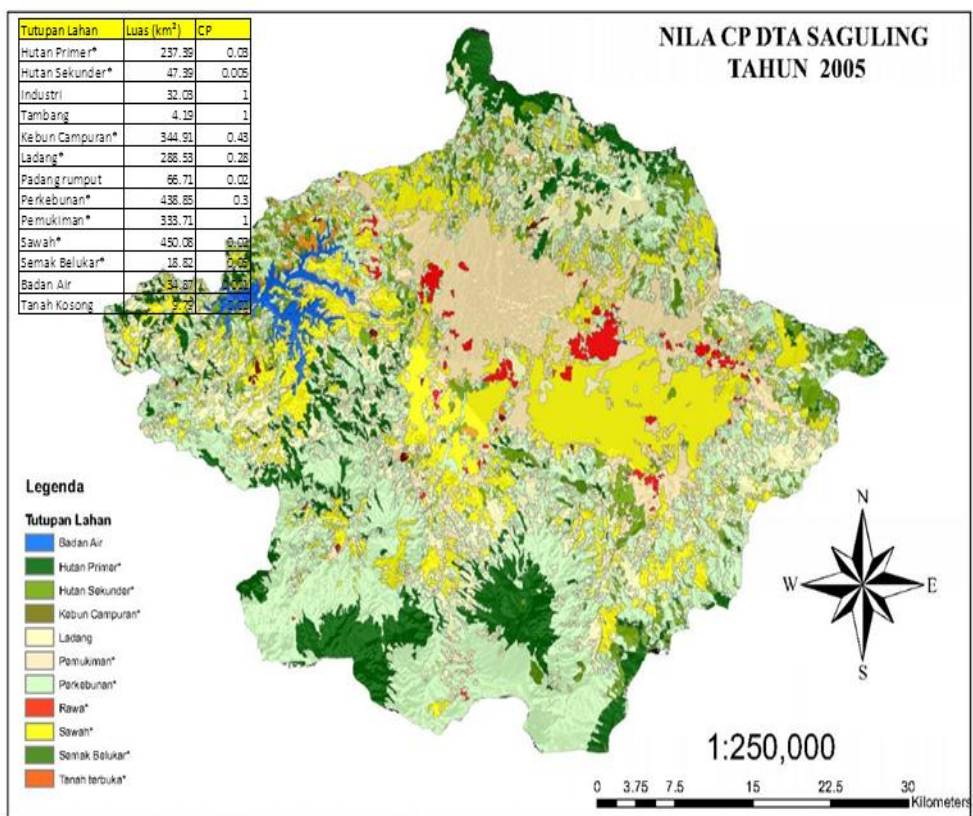 Tutupan Lahan Luas (km²) CP
Hutan Primer* 237.39 0.03
Hutan Sekunder* 47.39 0.005
Industri 32.03 1
Tambang 4.19 1
Kebun Campuran* 344.91 0.43
Ladang* 288.53 0.28
Padang rumput 66.71 0.02
Perkebunan* 438.85 0.3
Pemukiman* 333.71 1
Sawah* 450.08
Semak Belukar* 18.82
Badan Air 34.87
Tanah Kosong
NILA CP DTA SAGULING
TAHUN 2005
Legenda
Tutupan Lahan
Badan Air
Hutan Primer*
Hutan Sekunder*
Kebun Campuran*
Ladang
Pemukiman*
Perkebunan*
Rawa*
Sawah*
Semak Belukar*
Tanah terbuka*
N
W E
S
1:250,000
0 3.75 7.5 15 22.5 30
Kilometers